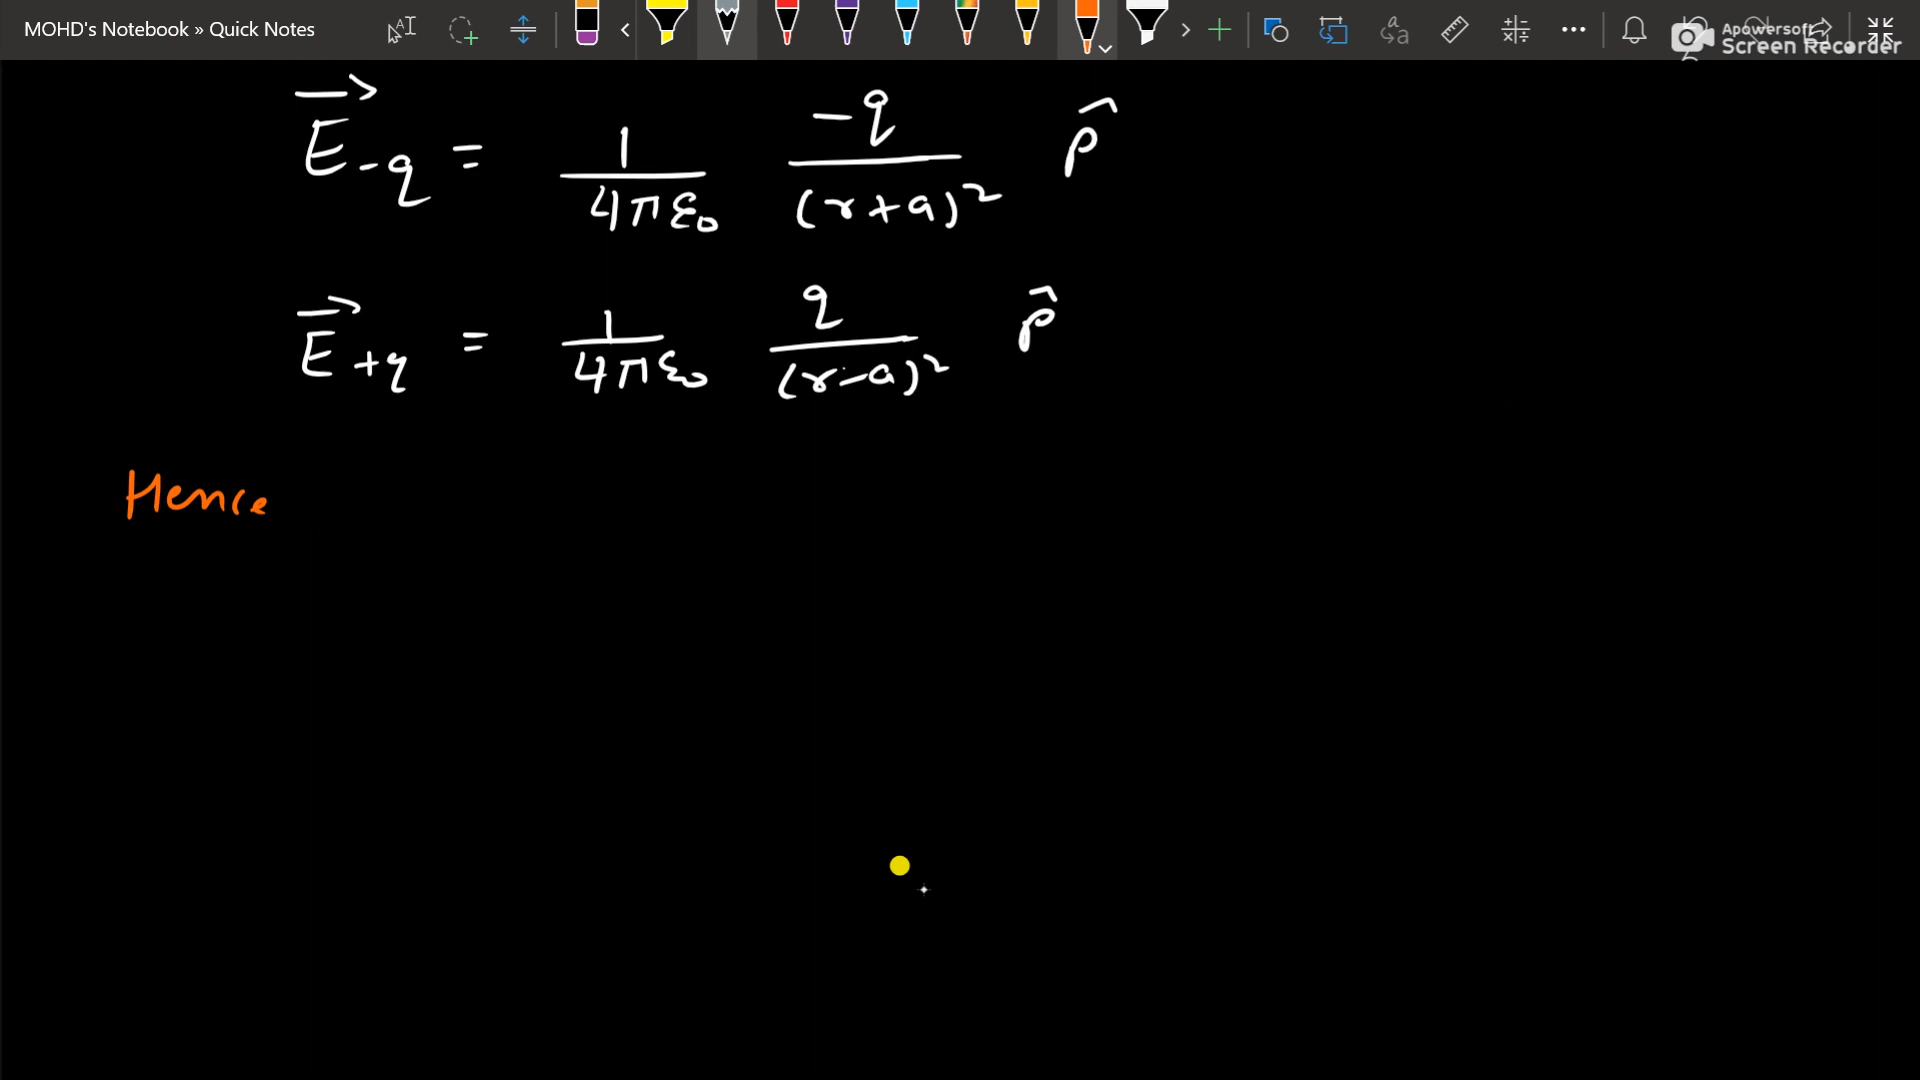 MOHD's Notebook » Quick Notes
Apowersoft
Screen Recorder
→E₋q = 1/4πε₀ -q/(r+a)² p̂
→E₊q = 1/4πε₀ q/(r-a)² p̂
Hence